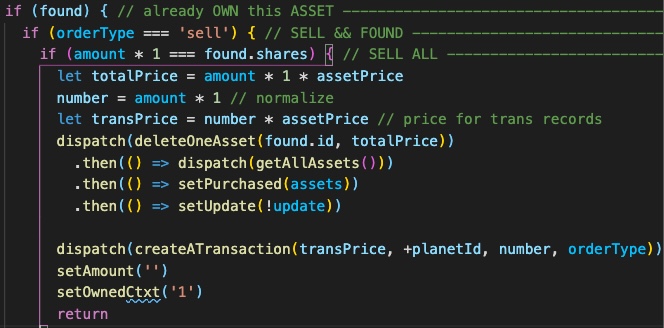 if (found) { // already OWN this ASSET ----------------------------------------
if (orderType === 'sell') { // SELL && FOUND -------------------------------
if (amount * 1 === found.shares) { // SELL ALL ---------------------------
let totalPrice = amount * 1 * assetPrice
number = amount * 1 // normalize
let transPrice = number * assetPrice // price for trans records
dispatch(deleteOneAsset(found.id, totalPrice))
.then(() => dispatch(getAllAssets()))
.then(() => setPurchased(assets))
.then(() => setUpdate(!update))
dispatch(createATransaction(transPrice, +planetId, number, orderType))
setAmount('')
setOwnedCtxt('1')
return